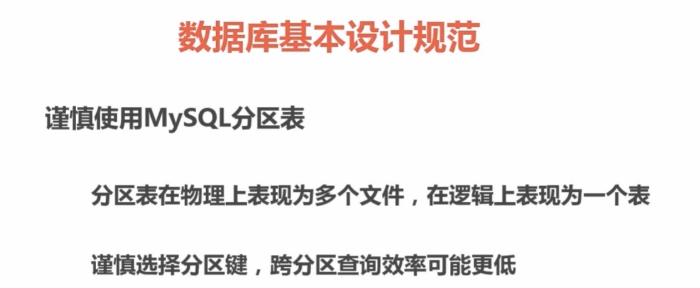 数据库基本设计规范
谨慎使用MySQL分区表
分区表在物理上表现为多个文件，在逻辑上表现为一个表
谨慎选择分区键，跨分区查询效率可能更低